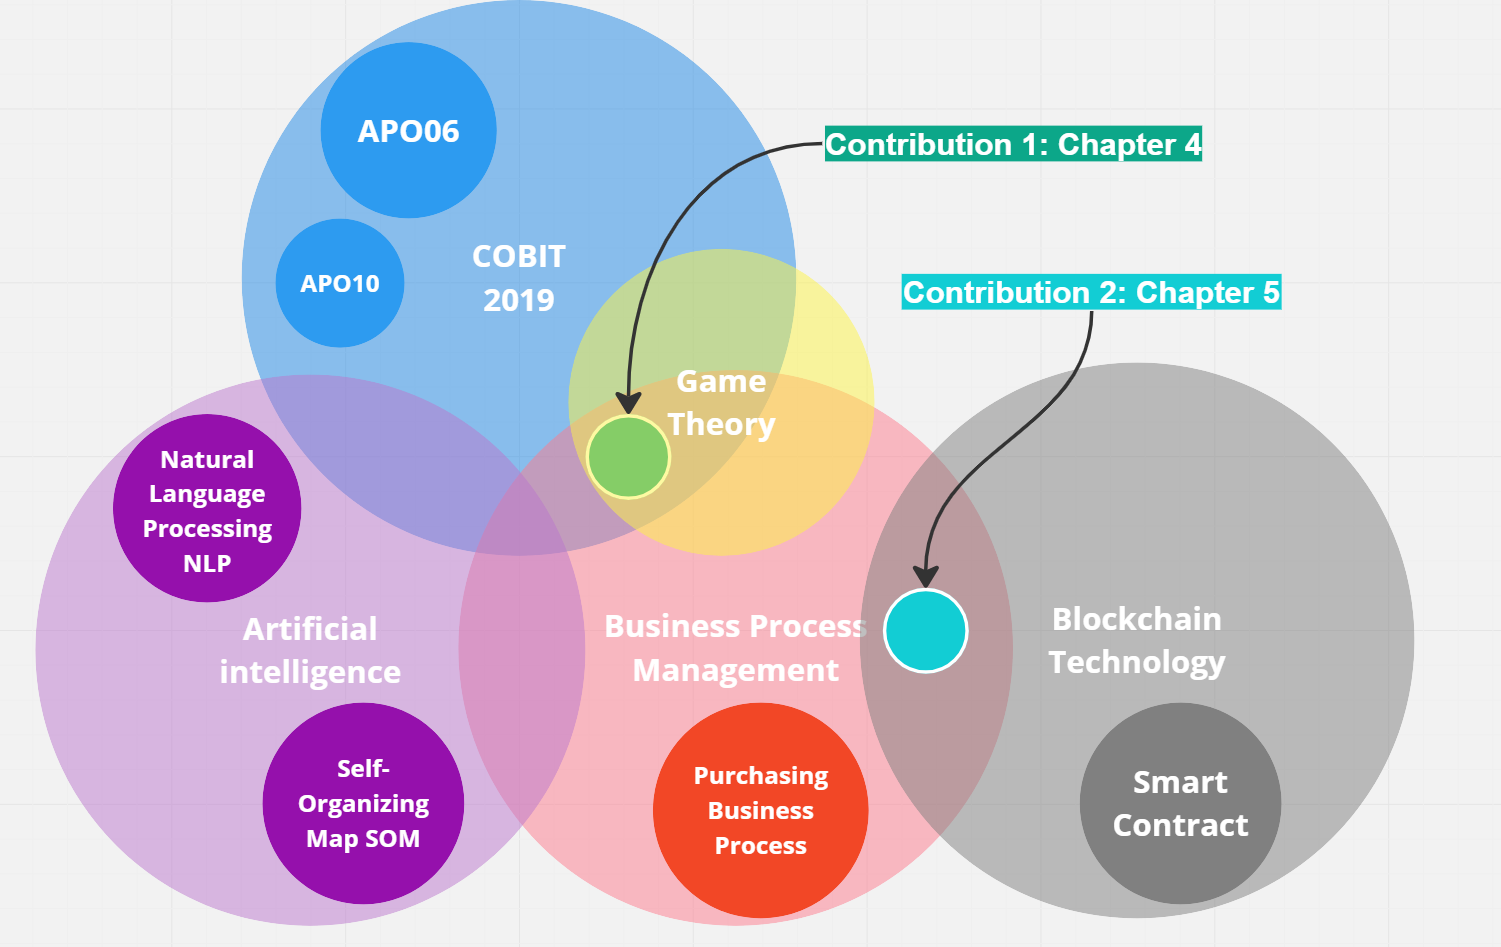 APO06
Contribution 1: Chapter 4
COBIT
2019
APO10
Contribution 2: Chapter 5
Game
Theory
Natural
Language
Processing
NLP
Artificial
intelligence
Business Process
Management
Blockchain
Technology
Self-
Organizing
Map SOM
Purchasing
Business
Process
Smart
Contract